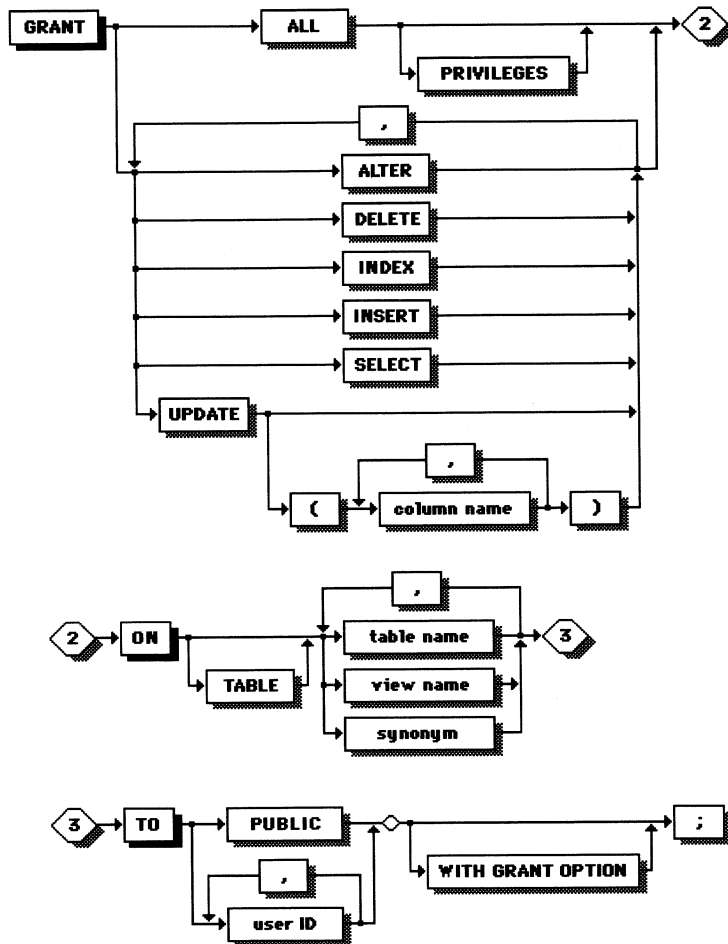 GRANT ALL 2
PRIVILEGES
,
ALTER
DELETE
INDEX
INSERT
SELECT
UPDATE
,
( column name )
,
2 ON table name 3
TABLE view name
synonym
3 TO PUBLIC ;
, WITH GRANT OPTION
user ID